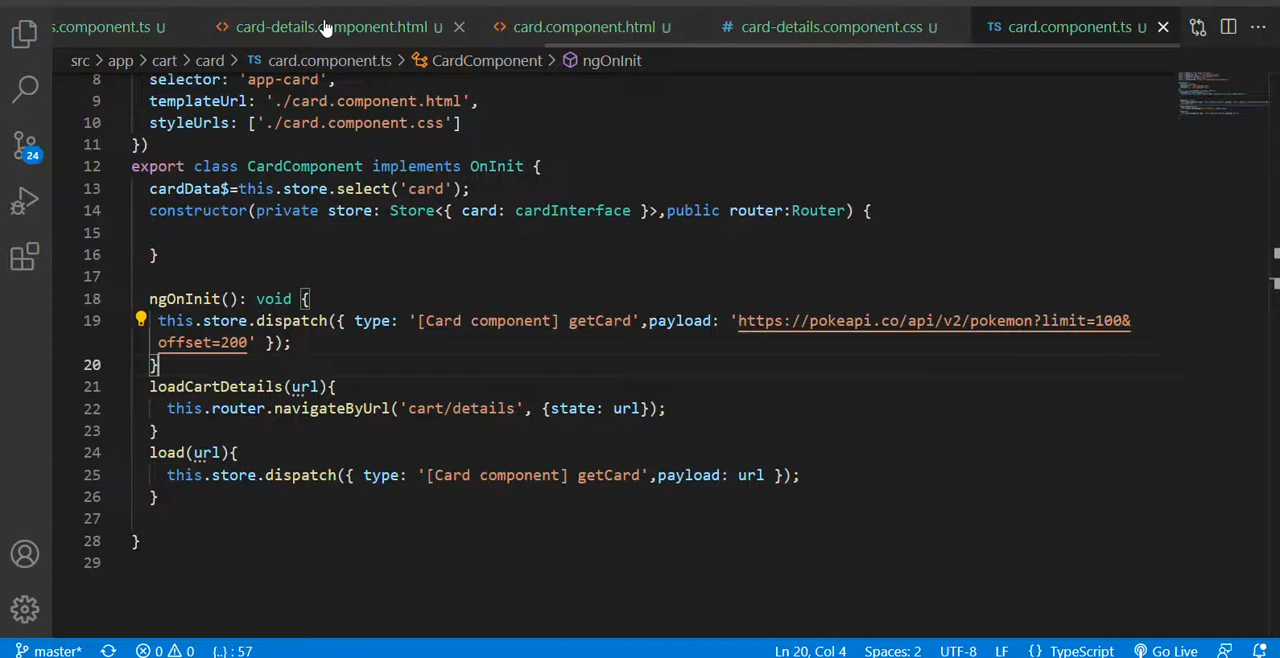 s.component.ts U
<> card-details.component.html U
<> card.component.html U
# card-details.component.css U
TS card.component.ts U
src > app > cart > card > TS card.component.ts > CardComponent > ngOnInit
8 selector: 'app-card',
9 templateUrl: './card.component.html',
10 styleUrls: ['./card.component.css']
11 })
12 export class CardComponent implements OnInit {
13 cardData$=this.store.select('card');
14 constructor(private store: Store<{ card: cardInterface }>,public router:Router) {
15
16 }
17
18 ngOnInit(): void {
19 this.store.dispatch({ type: '[Card component] getCard',payload: 'https://pokeapi.co/api/v2/pokemon?limit=100&
offset=200' });
20 }
21 loadCartDetails(url){
22 this.router.navigateByUrl('cart/details', {state: url});
23 }
24 load(url){
25 this.store.dispatch({ type: '[Card component] getCard',payload: url });
26 }
27
28 }
29
24
master* 0 0 {..} : 57 Ln 20, Col 4 Spaces: 2 UTF-8 LF {} TypeScript Go Live